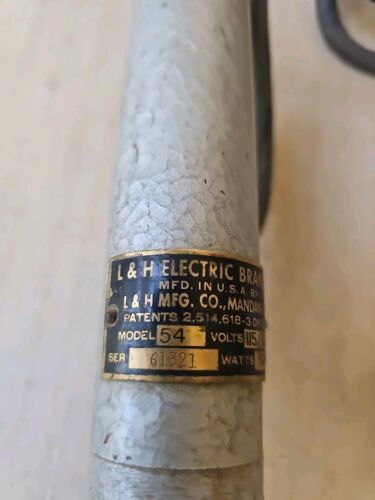 L & H ELECTRIC BRA
MFD. IN U.S.A. BY
L & H MFG. CO., MANDA
PATENTS 2,514,618-3,0
MODEL 54 VOLTS 115
SER 61321 WATTS